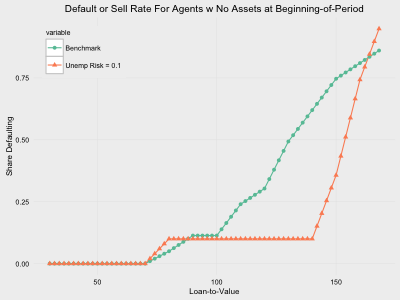 Default or Sell Rate For Agents w No Assets at Beginning-of-Period
variable
Benchmark
Unemp Risk = 0.1
0.75
0.50
0.25
0.00
Share Defaulting
50
100
150
Loan-to-Value